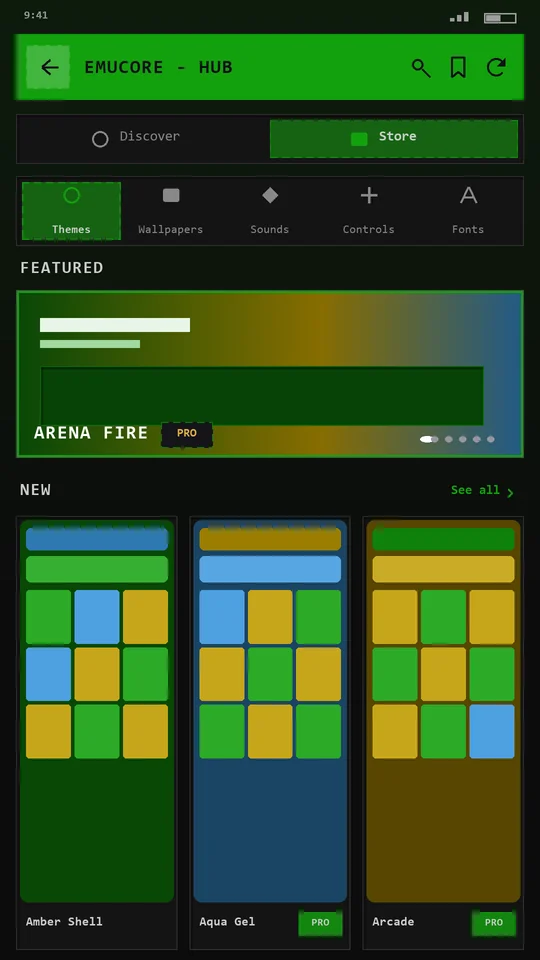 9:41
EMUCORE - HUB
Discover
Store
Themes
Wallpapers
Sounds
Controls
Fonts
FEATURED
ARENA FIRE
PRO
NEW
See all
Amber Shell
Aqua Gel
PRO
Arcade
PRO